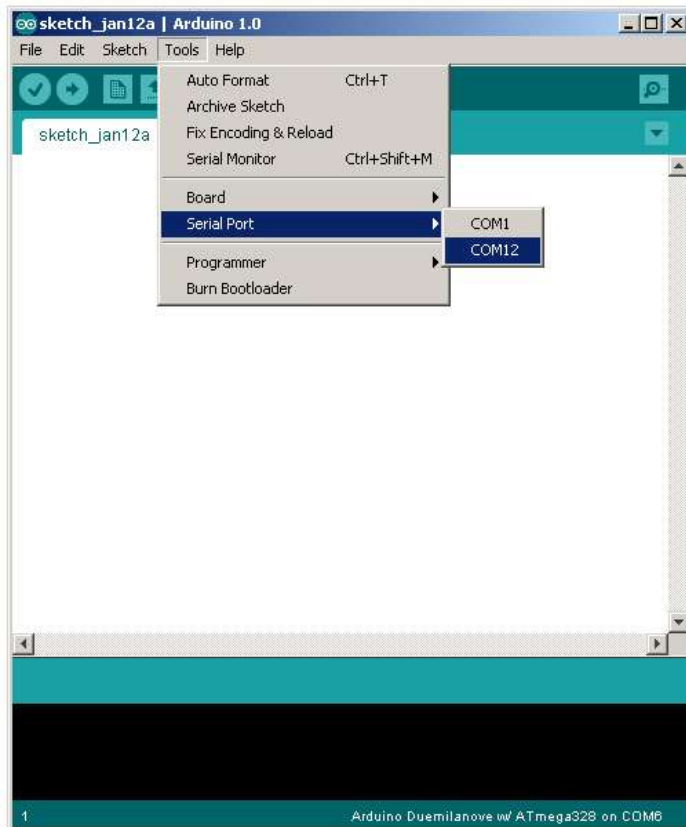 sketch_jan12a | Arduino 1.0
File Edit Sketch Tools Help
sketch_jan12a
Auto Format Ctrl+T
Archive Sketch
Fix Encoding & Reload
Serial Monitor Ctrl+Shift+M
Board
Serial Port
COM1
COM12
Programmer
Burn Bootloader
1 Arduino Duemilanove w/ ATmega328 on COM6